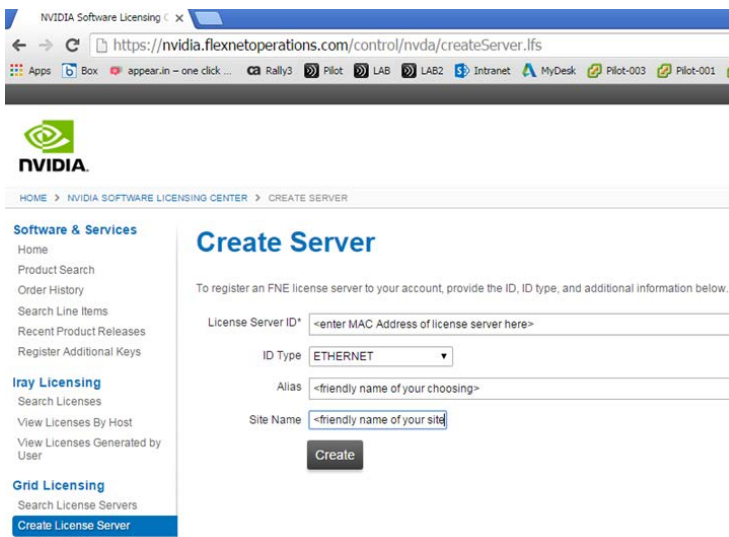 NVIDIA Software Licensing C
https://nvidia.flexnetoperations.com/control/nvda/createServer.lfs
Apps Box appear.in – one click ... Rally3 Pilot LAB LAB2 Intranet MyDesk Pilot-003 Pilot-001
NVIDIA.
HOME > NVIDIA SOFTWARE LICENSING CENTER > CREATE SERVER
Software & Services
Home
Product Search
Order History
Search Line Items
Recent Product Releases
Register Additional Keys
Iray Licensing
Search Licenses
View Licenses By Host
View Licenses Generated by
User
Grid Licensing
Search License Servers
Create License Server
Create Server
To register an FNE license server to your account, provide the ID, ID type, and additional information below.
License Server ID* <enter MAC Address of license server here>
ID Type ETHERNET
Alias <friendly name of your choosing>
Site Name <friendly name of your site
Create